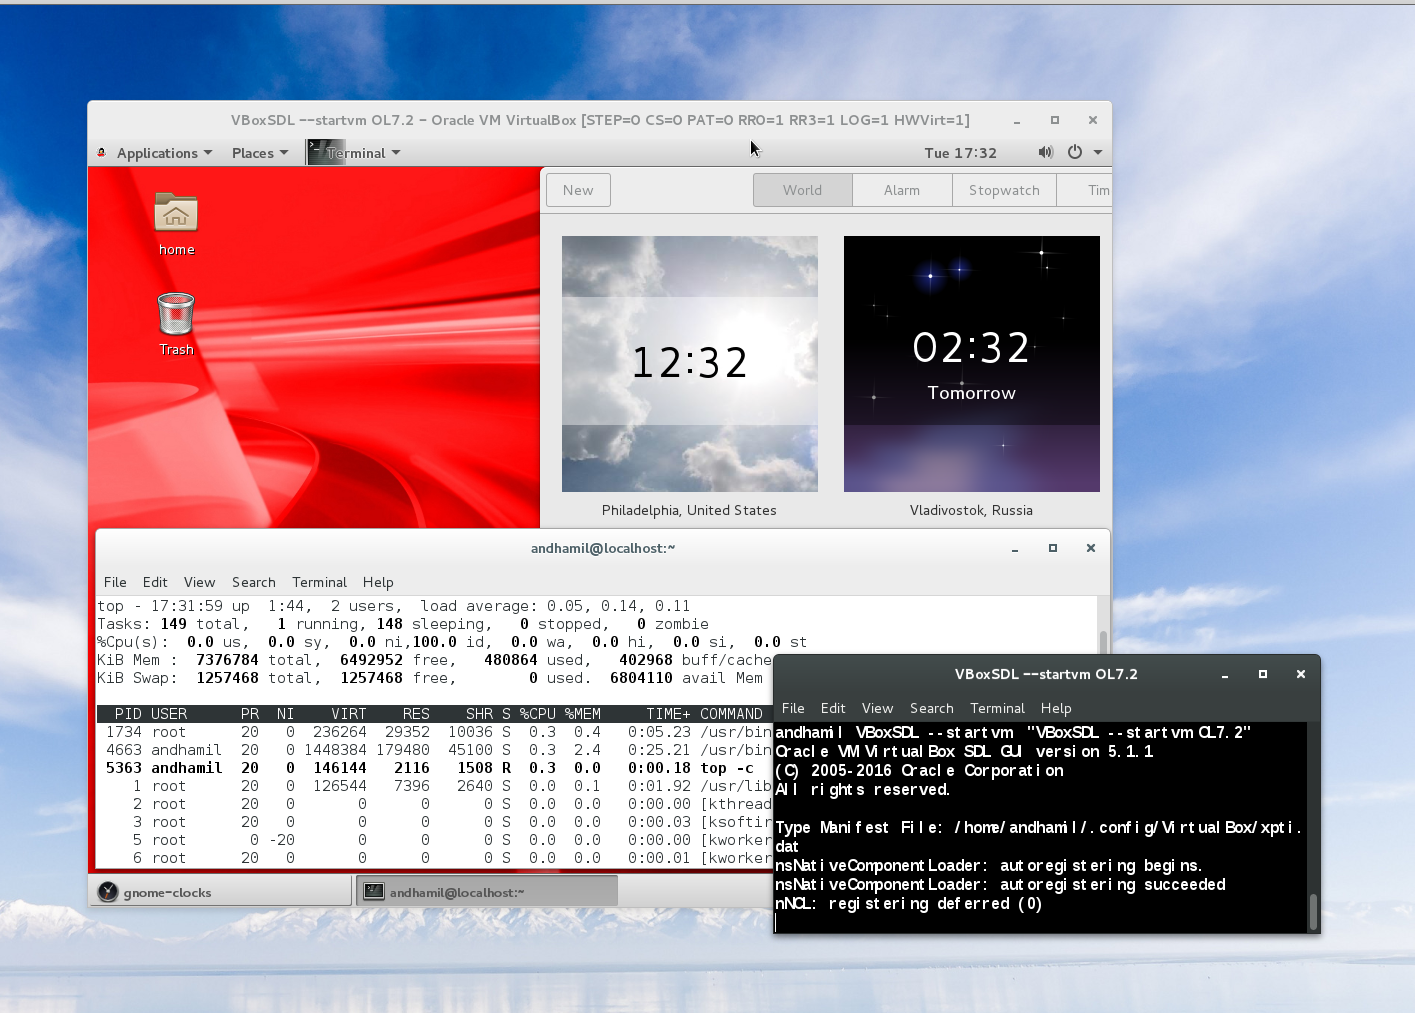 VBoxSDL --startvm OL7.2 - Oracle VM VirtualBox [STEP=0 CS=0 PAT=0 RR0=1 RR3=1 LOG=1 HWVirt=1]
Applications Places Terminal Tue 17:32
New World Alarm Stopwatch Tim
home
Trash
12:32
02:32
Tomorrow
Philadelphia, United States
Vladivostok, Russia
andhamil@localhost:~
File Edit View Search Terminal Help
top - 17:31:59 up  1:44,  2 users,  load average: 0.05, 0.14, 0.11
Tasks: 149 total,   1 running, 148 sleeping,   0 stopped,   0 zombie
%Cpu(s):  0.0 us,  0.0 sy,  0.0 ni,100.0 id,  0.0 wa,  0.0 hi,  0.0 si,  0.0 st
KiB Mem :  7376784 total,  6492952 free,   480864 used,   402968 buff/cache
KiB Swap:  1257468 total,  1257468 free,        0 used.  6804110 avail Mem
PID USER PR NI VIRT RES SHR S %CPU %MEM TIME+ COMMAND
1734 root 20 0 236264 29352 10036 S 0.3 0.4 0:05.23 /usr/bin
4663 andhamil 20 0 1448384 179480 45100 S 0.3 2.4 0:25.21 /usr/bin
5363 andhamil 20 0 146144 2116 1508 R 0.3 0.0 0:00.18 top -c
1 root 20 0 126544 7396 2640 S 0.0 0.1 0:01.92 /usr/lib
2 root 20 0 0 0 0 S 0.0 0.0 0:00.00 [kthread
3 root 20 0 0 0 0 S 0.0 0.0 0:00.03 [ksoftir
5 root 0 -20 0 0 0 S 0.0 0.0 0:00.00 [kworker
6 root 20 0 0 0 0 S 0.0 0.0 0:00.01 [kworker
gnome-clocks andhamil@localhost:~
VBoxSDL --startvm OL7.2
File Edit View Search Terminal Help
andhamil VBoxSDL --startvm "VBoxSDL --startvm OL7.2"
Oracle VM VirtualBox SDL GUI version 5.1.1
(C) 2005-2016 Oracle Corporation
All rights reserved.
Type Manifest File: /home/andhamil/.config/VirtualBox/xpti.
dat
nsNativeComponentLoader: autoregistering begins.
nsNativeComponentLoader: autoregistering succeeded
nNCL: registering deferred (0)